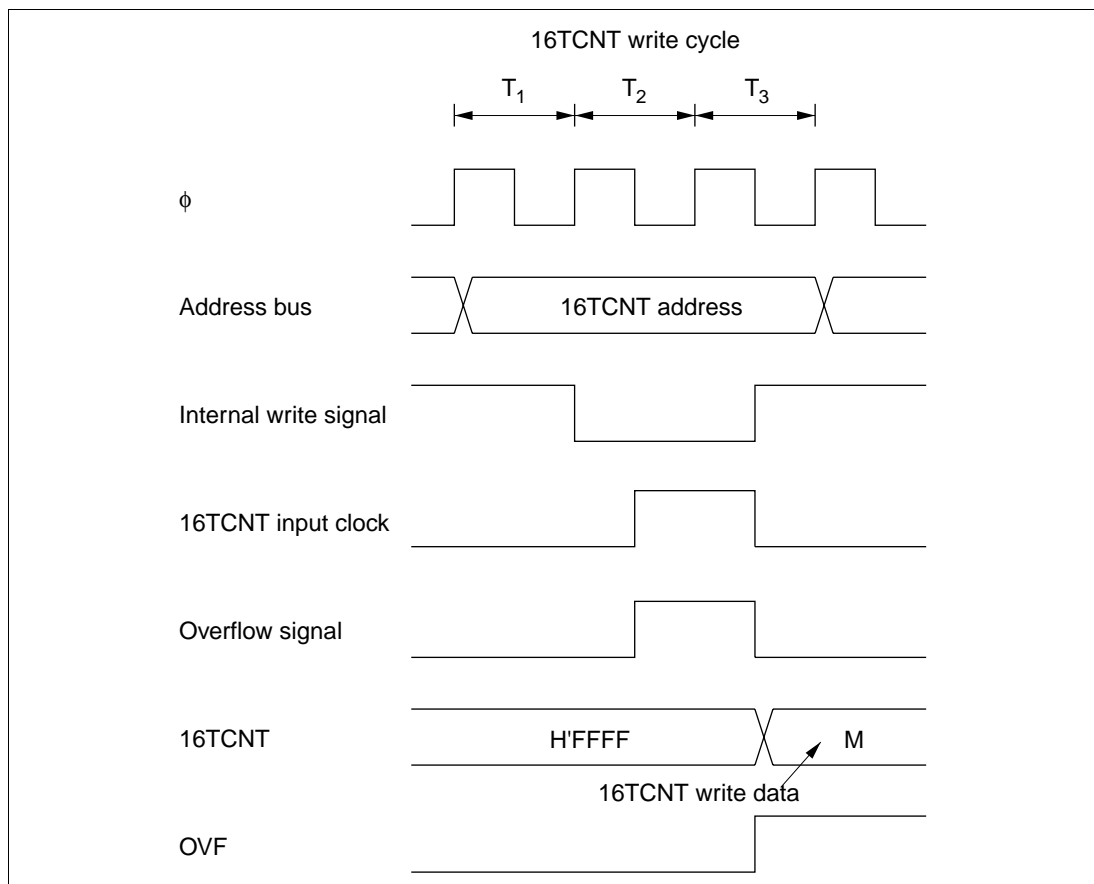 16TCNT write cycle
T1 T2 T3
ϕ
Address bus
16TCNT address
Internal write signal
16TCNT input clock
Overflow signal
16TCNT
H'FFFF
M
16TCNT write data
OVF